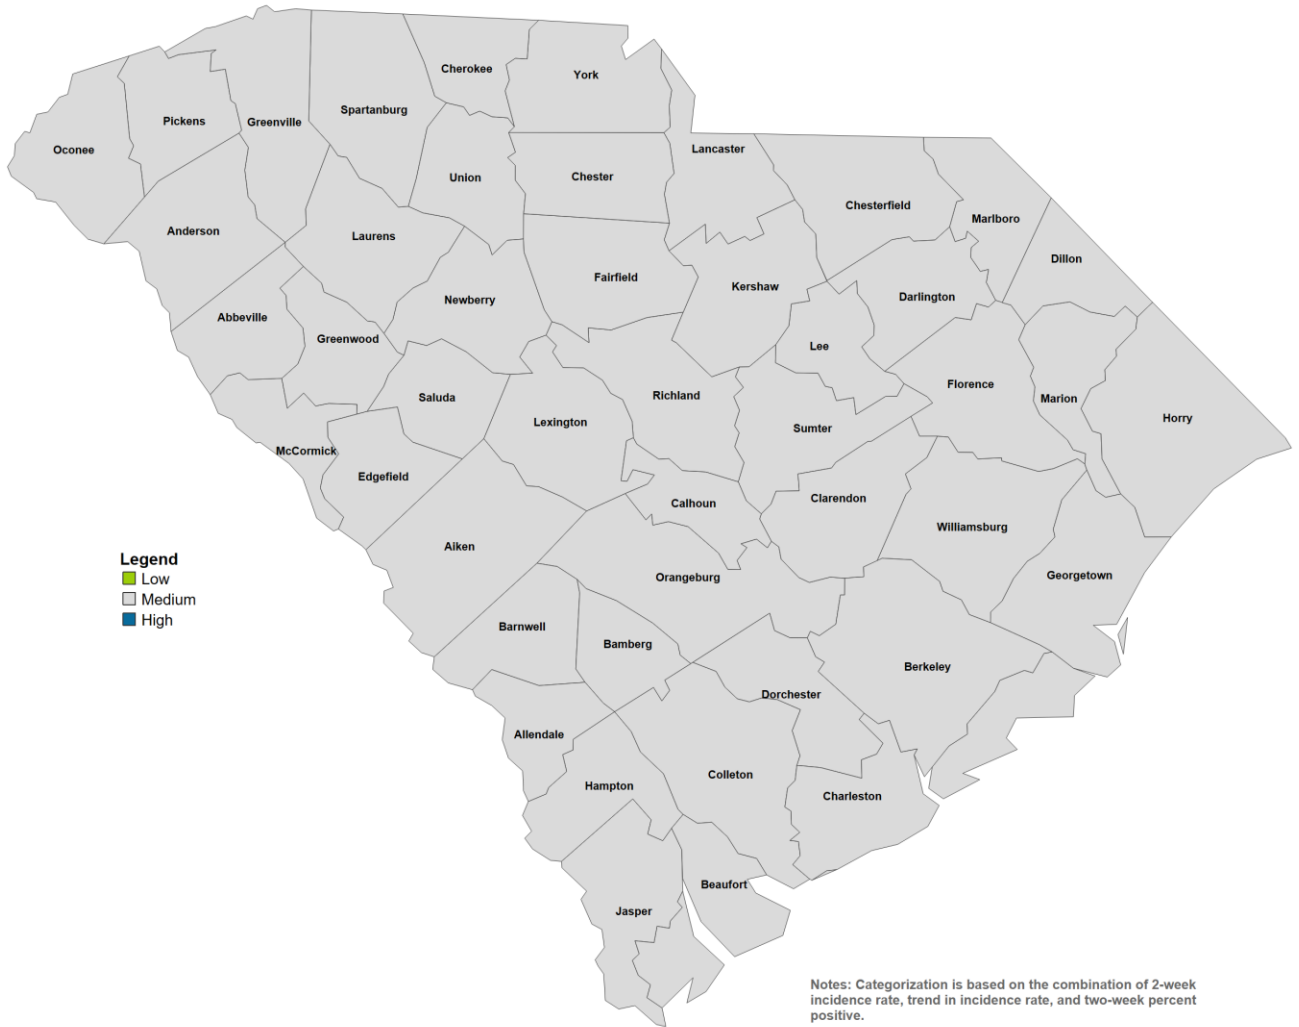 Cherokee
York
Spartanburg
Pickens
Greenville
Oconee
Lancaster
Union
Chester
Chesterfield
Marlboro
Anderson
Laurens
Dillon
Fairfield
Kershaw
Newberry
Darlington
Abbeville
Greenwood
Lee
Florence
Saluda
Richland
Marion
Horry
Lexington
Sumter
McCormick
Edgefield
Calhoun
Clarendon
Williamsburg
Aiken
Legend
Low
Medium
High
Orangeburg
Georgetown
Barnwell
Bamberg
Berkeley
Dorchester
Allendale
Colleton
Hampton
Charleston
Beaufort
Jasper
Notes: Categorization is based on the combination of 2-week
incidence rate, trend in incidence rate, and two-week percent
positive.